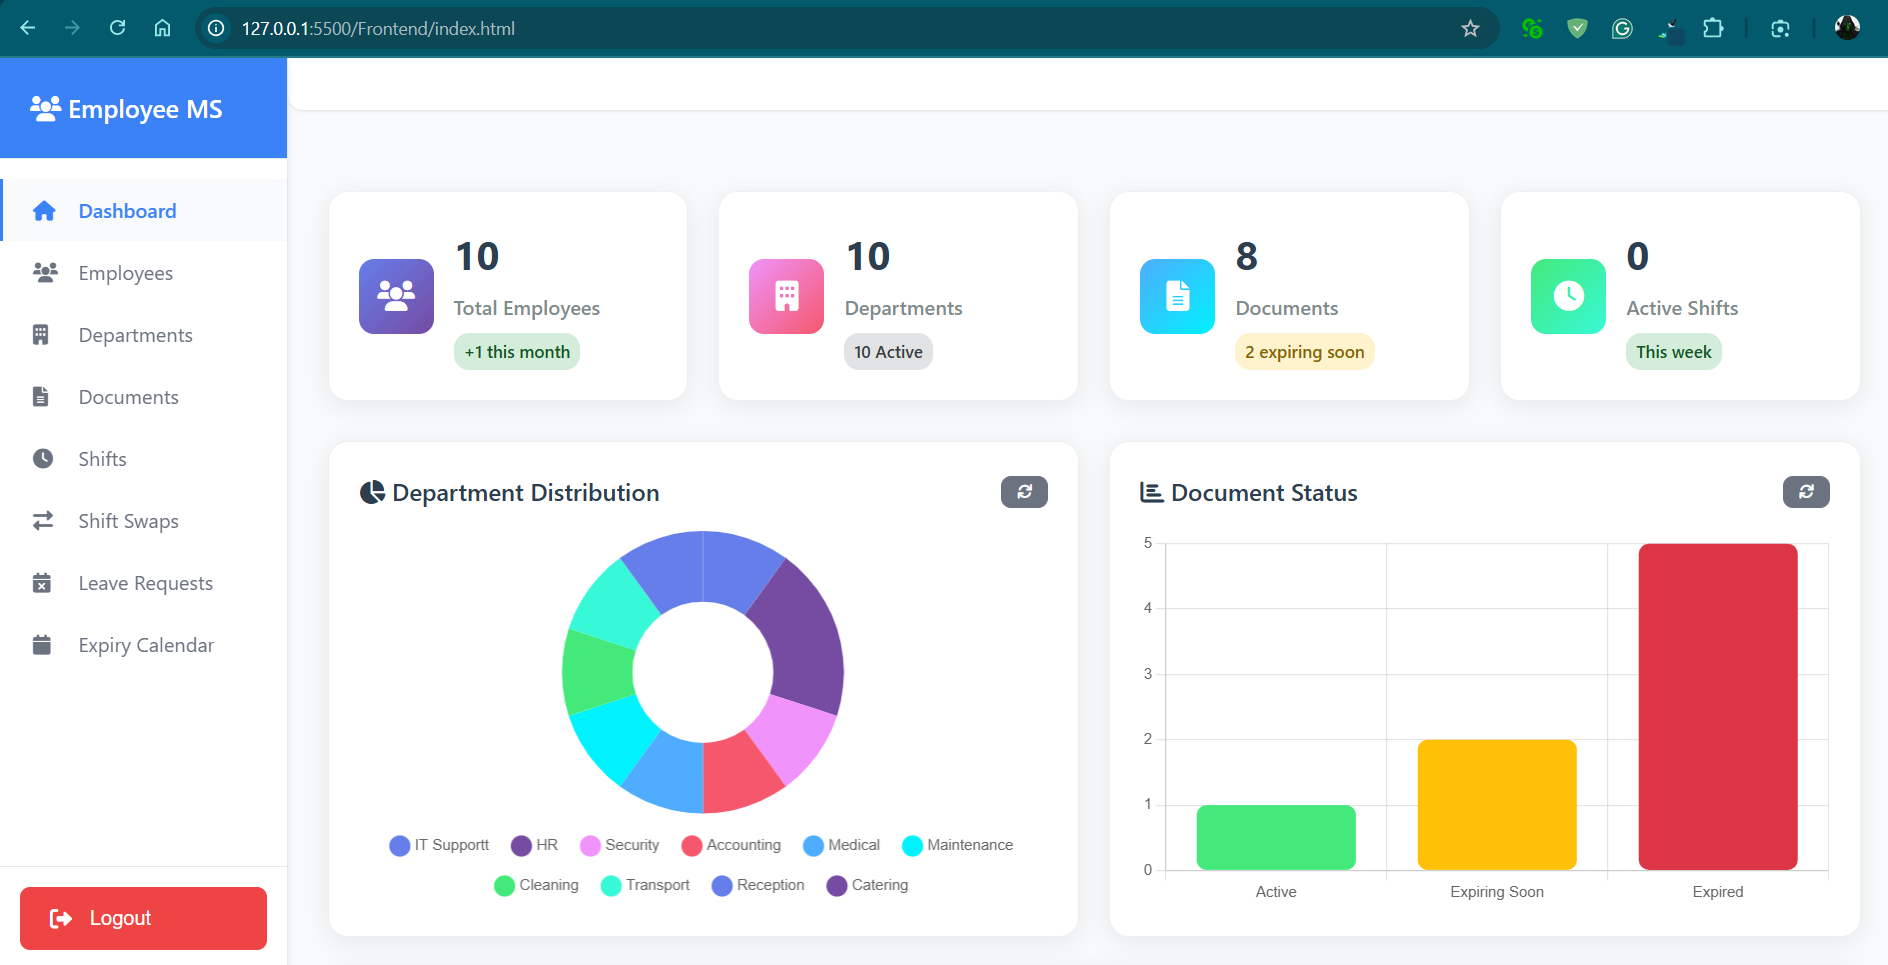 127.0.0.1:5500/Frontend/index.html
Employee MS
Dashboard
Employees
Departments
Documents
Shifts
Shift Swaps
Leave Requests
Expiry Calendar
Logout
10
Total Employees
+1 this month
10
Departments
10 Active
8
Documents
2 expiring soon
0
Active Shifts
This week
Department Distribution
IT Supportt HR Security Accounting Medical Maintenance
Cleaning Transport Reception Catering
Document Status
5
4
3
2
1
0
Active Expiring Soon Expired